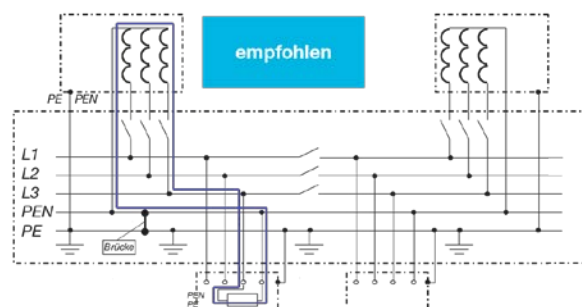 empfohlen
PE PEN
L1
L2
L3
PEN
PE
Brücke
PEN
PE